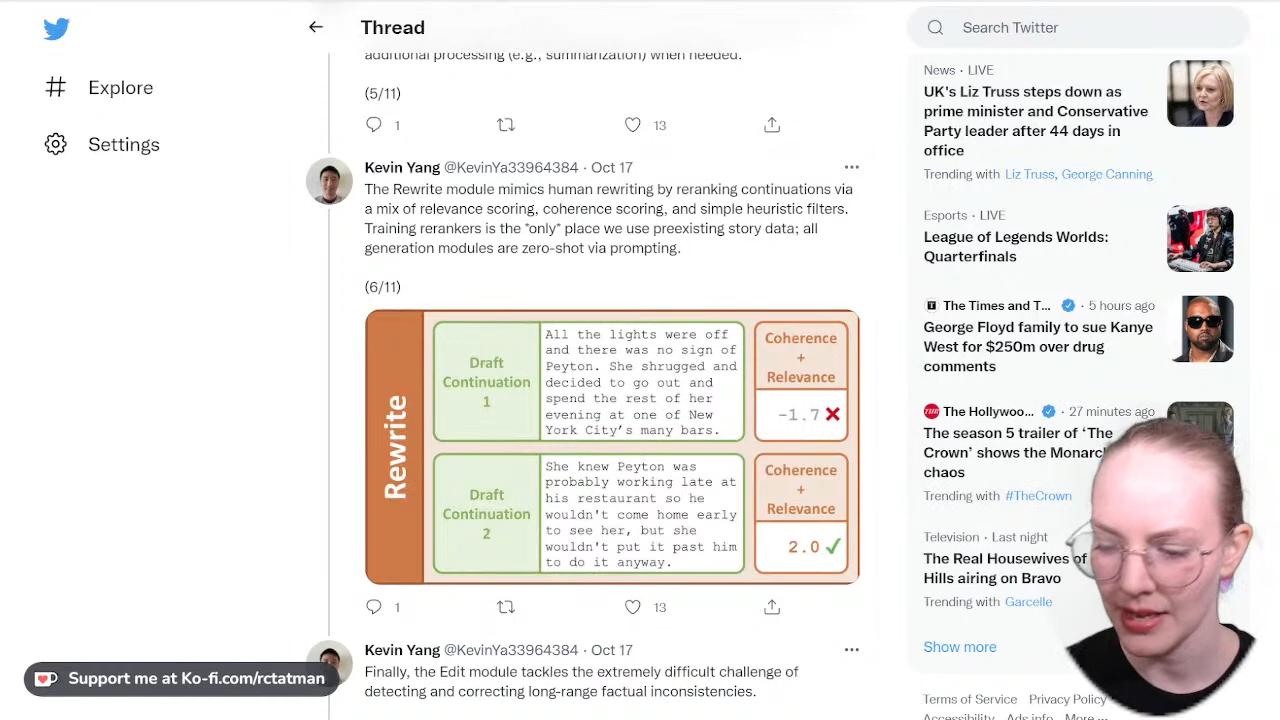 Explore
Settings
Support me at Ko-fi.com/rctatman
Thread
additional processing (e.g., summarization) when needed.
(5/11)
1
13
Kevin Yang @KevinYa33964384 · Oct 17
The Rewrite module mimics human rewriting by reranking continuations via
a mix of relevance scoring, coherence scoring, and simple heuristic filters.
Training rerankers is the *only* place we use preexisting story data; all
generation modules are zero-shot via prompting.
(6/11)
Rewrite
Draft
Continuation
1
All the lights were off
and there was no sign of
Peyton. She shrugged and
decided to go out and
spend the rest of her
evening at one of New
York City's many bars.
Coherence
+
Relevance
-1.7
Draft
Continuation
2
She knew Peyton was
probably working late at
his restaurant so he
wouldn't come home early
to see her, but she
wouldn't put it past him
to do it anyway.
Coherence
+
Relevance
2.0
1
13
Kevin Yang @KevinYa33964384 · Oct 17
Finally, the Edit module tackles the extremely difficult challenge of
detecting and correcting long-range factual inconsistencies.
Search Twitter
News · LIVE
UK's Liz Truss steps down as
prime minister and Conservative
Party leader after 44 days in
office
Trending with Liz Truss, George Canning
Esports · LIVE
League of Legends Worlds:
Quarterfinals
The Times and T... · 5 hours ago
George Floyd family to sue Kanye
West for $250m over drug
comments
The Hollywoo... · 27 minutes ago
The season 5 trailer of 'The
Crown' shows the Monarc
chaos
Trending with #TheCrown
Television · Last night
The Real Housewives of
Hills airing on Bravo
Trending with Garcelle
Show more
Terms of Service Privacy Policy
Accessibility Ads info More ...